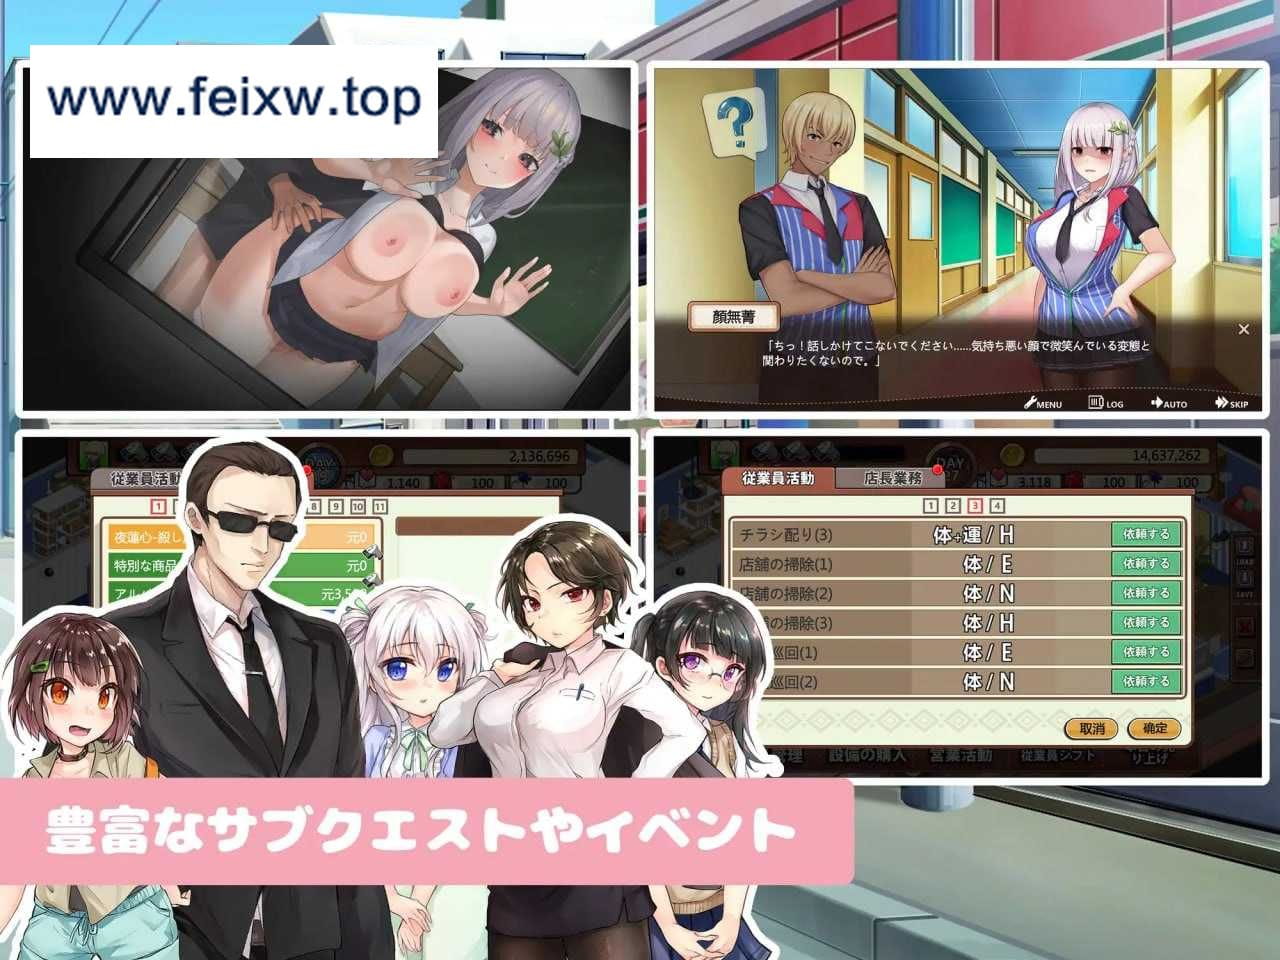 www.feixw.top
?
顔無菁
「ちっ！話しかけてこないでください……気持ち悪い顔で微笑んでいる変態と
関わりたくないので。」
MENU LOG AUTO SKIP
2,136,696
従業員活動
1,140 100 100
1 8 9 10 11
元0
特別な商品 元0
DAY
14,637,262
従業員活動 店長業務
3,118 100 100
1 2 3 4
チラシ配り(3) 体+運/H 依頼する
店舗の掃除(1) 体/E 依頼する
店舗の掃除(2) 体/N 依頼する
舗の掃除(3) 体/H 依頼する
巡回(1) 体/E 依頼する
巡回(2) 体/N 依頼する
取消 确定
設備の購入 営業活動 従業員シフト
豊富なサブクエストやイベント